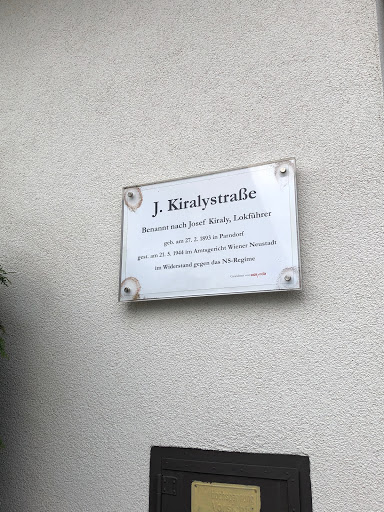 J. Kiralystraße
Benannt nach Josef Kiraly, Lokführer
geb. am 27. 2. 1893 in Parndorf
gest. am 21. 3. 1944 im Amtsgericht Wiener Neustadt
im Widerstand gegen das NS-Regime